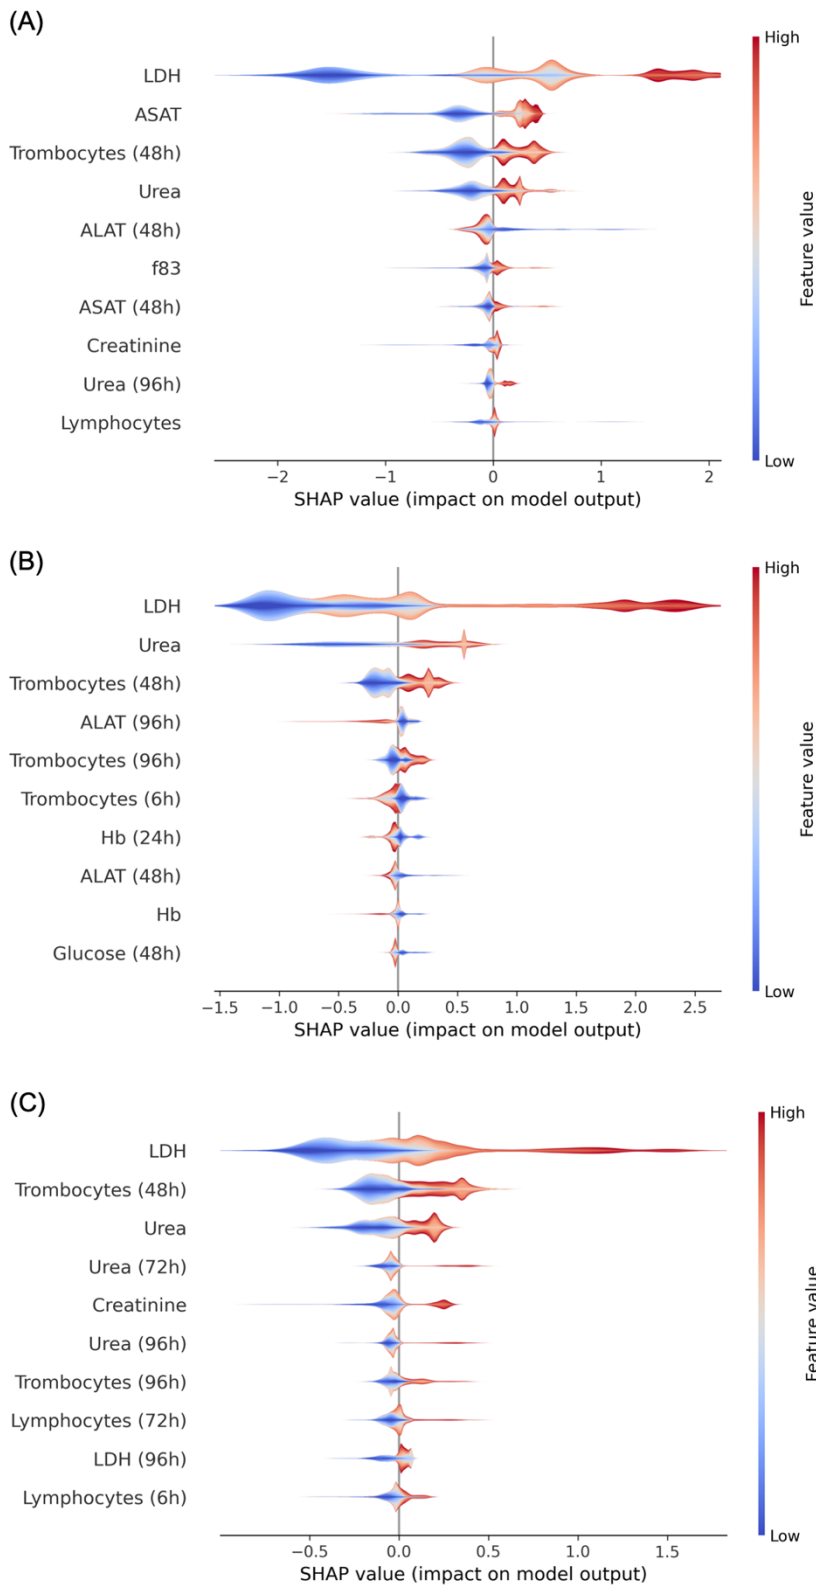 (A)
High
LDH
ASAT
Trombocytes (48h)
Urea
ALAT (48h)
f83
ASAT (48h)
Creatinine
Urea (96h)
Lymphocytes
Feature value
Low
−2 −1 0 1 2
SHAP value (impact on model output)
(B)
High
LDH
Urea
Trombocytes (48h)
ALAT (96h)
Trombocytes (96h)
Trombocytes (6h)
Hb (24h)
ALAT (48h)
Hb
Glucose (48h)
Feature value
Low
−1.5 −1.0 −0.5 0.0 0.5 1.0 1.5 2.0 2.5
SHAP value (impact on model output)
(C)
High
LDH
Trombocytes (48h)
Urea
Urea (72h)
Creatinine
Urea (96h)
Trombocytes (96h)
Lymphocytes (72h)
LDH (96h)
Lymphocytes (6h)
Feature value
Low
−0.5 0.0 0.5 1.0 1.5
SHAP value (impact on model output)